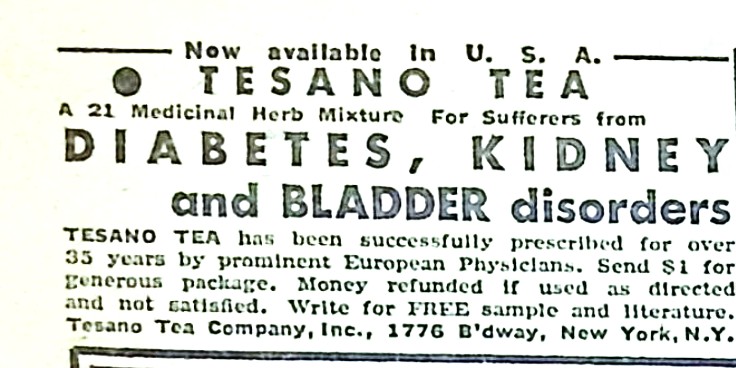 Now available in U. S. A.
● TESANO TEA
A 21 Medicinal Herb Mixture For Sufferers from
DIABETES, KIDNEY
and BLADDER disorders
TESANO TEA has been successfully prescribed for over
35 years by prominent European Physicians. Send $1 for
generous package. Money refunded if used as directed
and not satisfied. Write for FREE sample and literature.
Tesano Tea Company, Inc., 1776 B'dway, New York, N.Y.